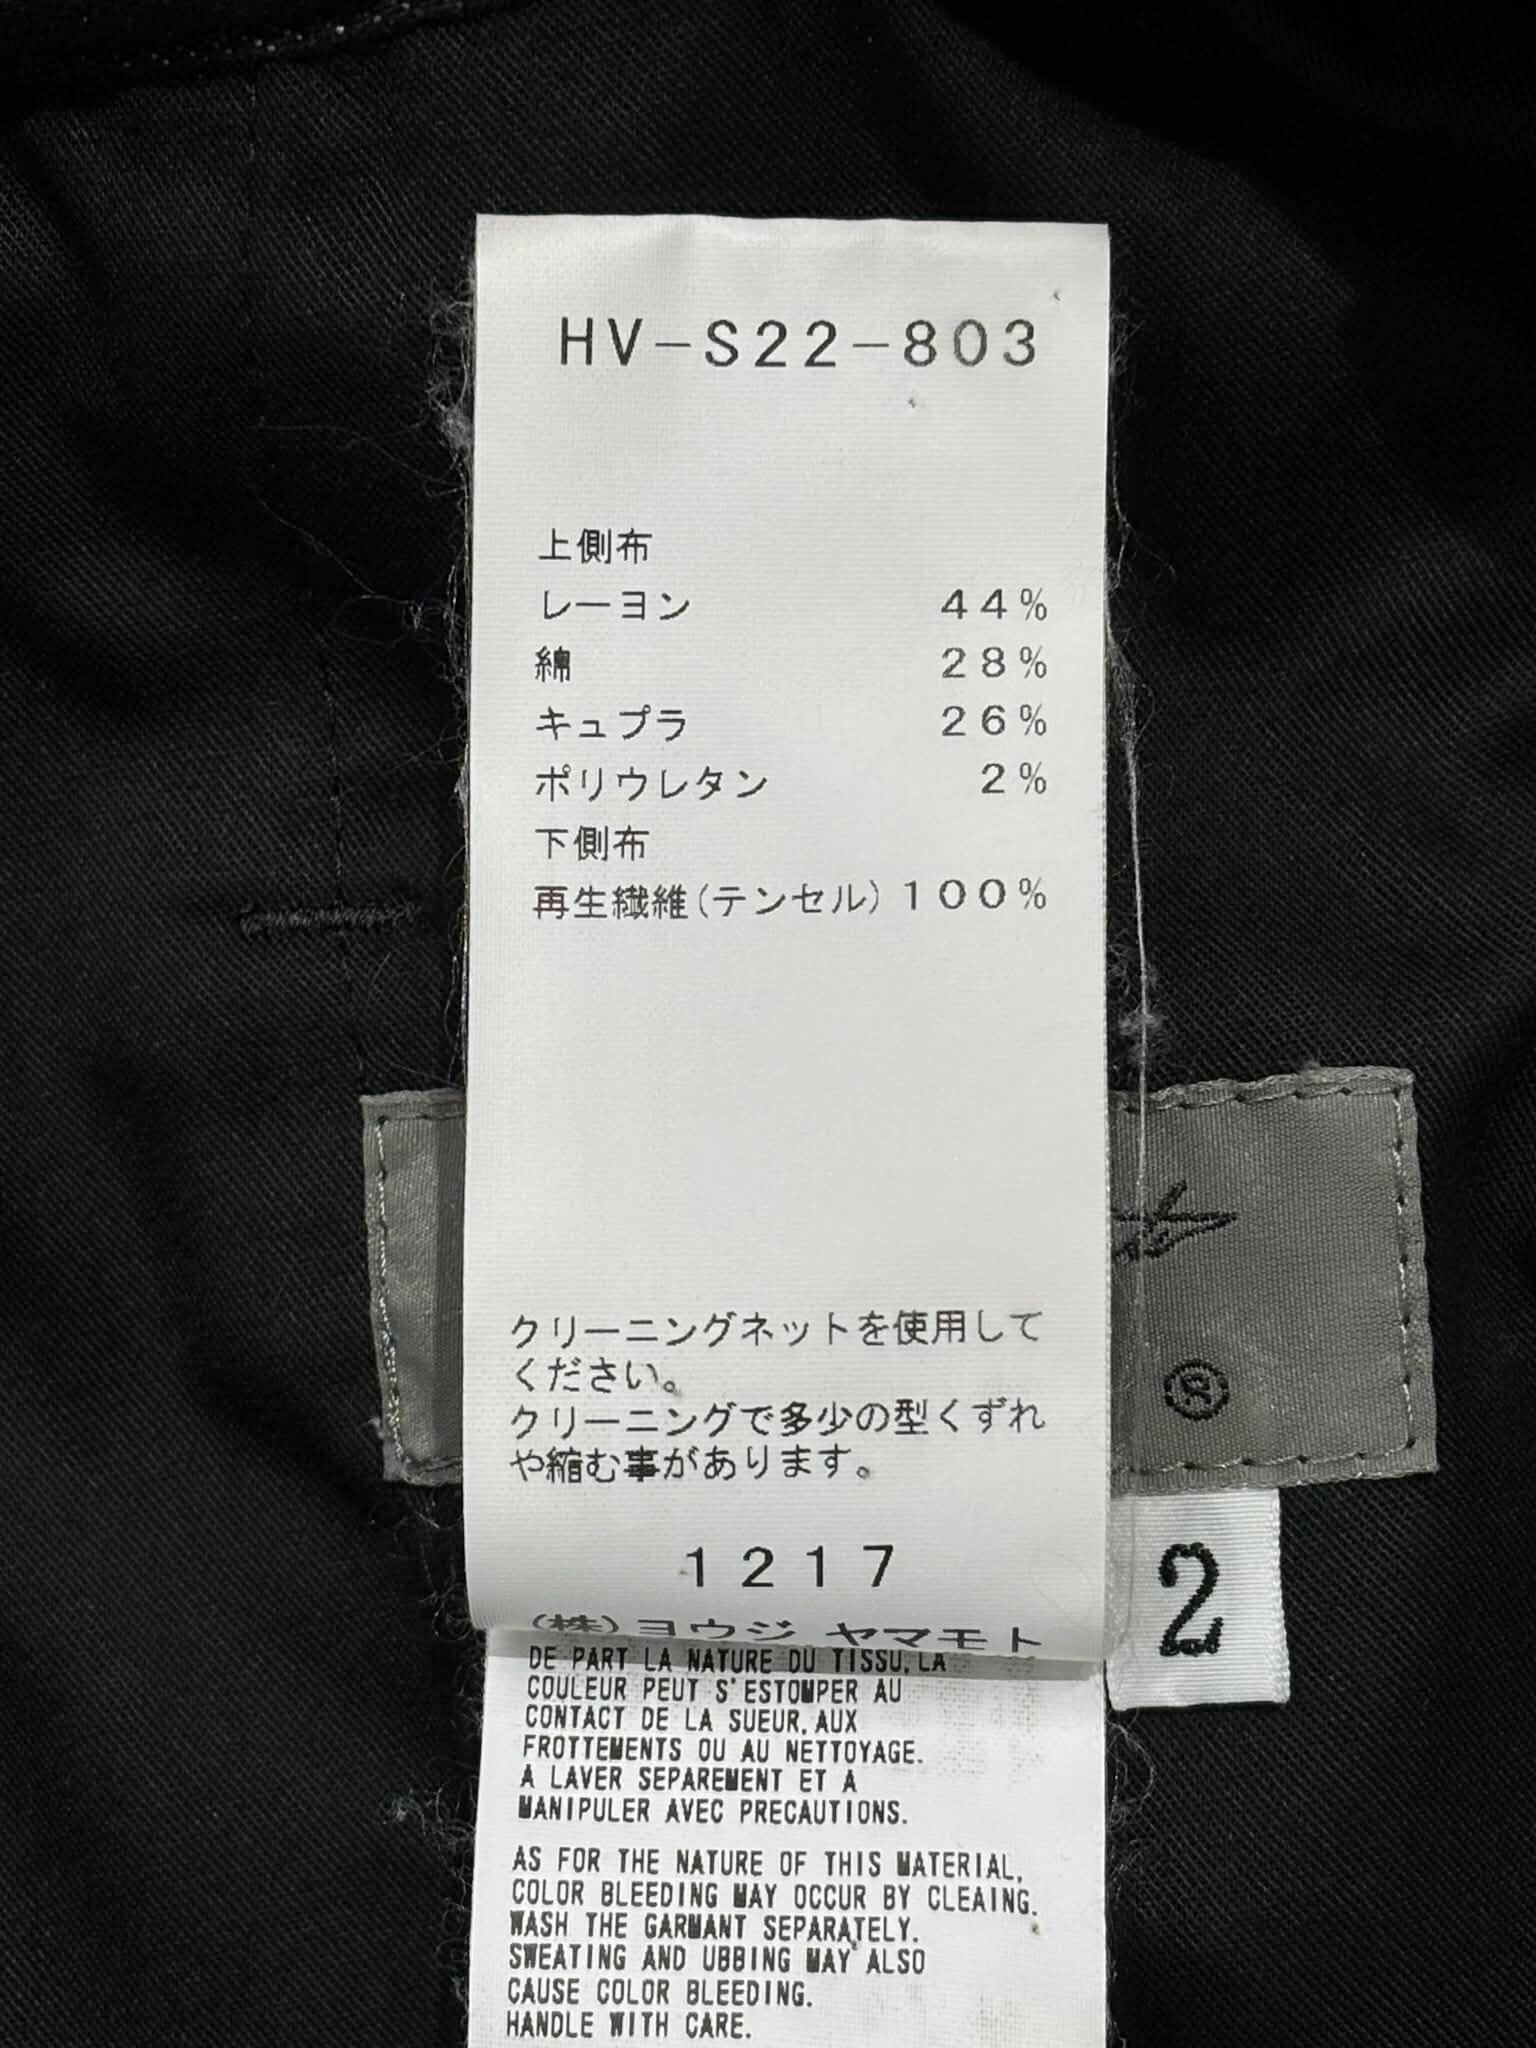 HV-S22-803
上側布
レーヨン 44%
綿 28%
キュプラ 26%
ポリウレタン 2%
下側布
再生繊維(テンセル) 100%
クリーニングネットを使用して
ください。
クリーニングで多少の型くずれ
や縮む事があります。
®
1217
2
(株)ヨウジ ヤマモト
DE PART LA NATURE DU TISSU, LA
COULEUR PEUT S'ESTOMPER AU
CONTACT DE LA SUEUR, AUX
FROTTEMENTS OU AU NETTOYAGE.
A LAVER SEPAREMENT ET A
MANIPULER AVEC PRECAUTIONS.
AS FOR THE NATURE OF THIS MATERIAL,
COLOR BLEEDING MAY OCCUR BY CLEAING.
WASH THE GARMANT SEPARATELY.
SWEATING AND UBBING MAY ALSO
CAUSE COLOR BLEEDING.
HANDLE WITH CARE.